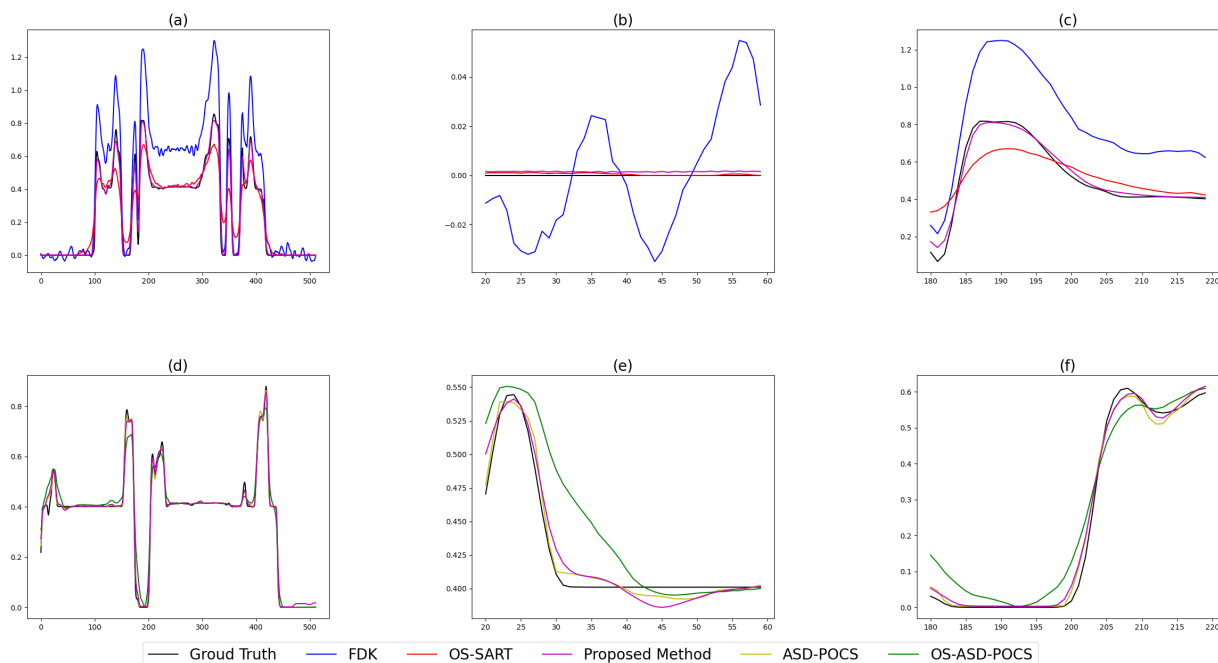 (a) (b) (c)
1.2 0.04 1.2
1.0 1.0
0.8 0.02 0.8
0.6 0.00 0.6
0.4
0.2 −0.02 0.4
0.0 0.2
0 100 200 300 400 500 20 25 30 35 40 45 50 55 60 180 185 190 195 200 205 210 215 220
(d) (e) (f)
0.8 0.550 0.6
0.525 0.5
0.6 0.500 0.4
0.4 0.475 0.3
0.450 0.2
0.2 0.425 0.1
0.0 0.400 0.0
0 100 200 300 400 500 20 25 30 35 40 45 50 55 60 180 185 190 195 200 205 210 215 220
Groud Truth FDK OS-SART Proposed Method ASD-POCS OS-ASD-POCS